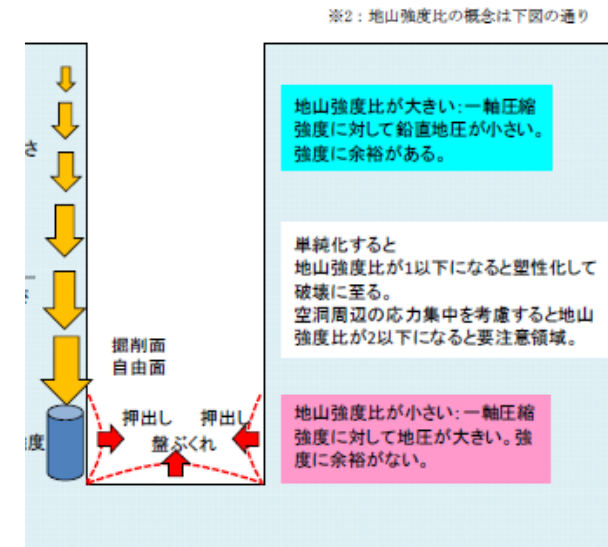 ※2：地山強度比の概念は下図の通り
地山強度比が大きい：一軸圧縮
強度に対して鉛直地圧が小さい。
強度に余裕がある。
さ
単純化すると
地山強度比が1以下になると塑性化して
破壊に至る。
空洞周辺の応力集中を考慮すると地山
強度比が2以下になると要注意領域。
掘削面
自由面
押出し 押出し
盤ぶくれ
度
地山強度比が小さい：一軸圧縮
強度に対して地圧が大きい。強
度に余裕がない。